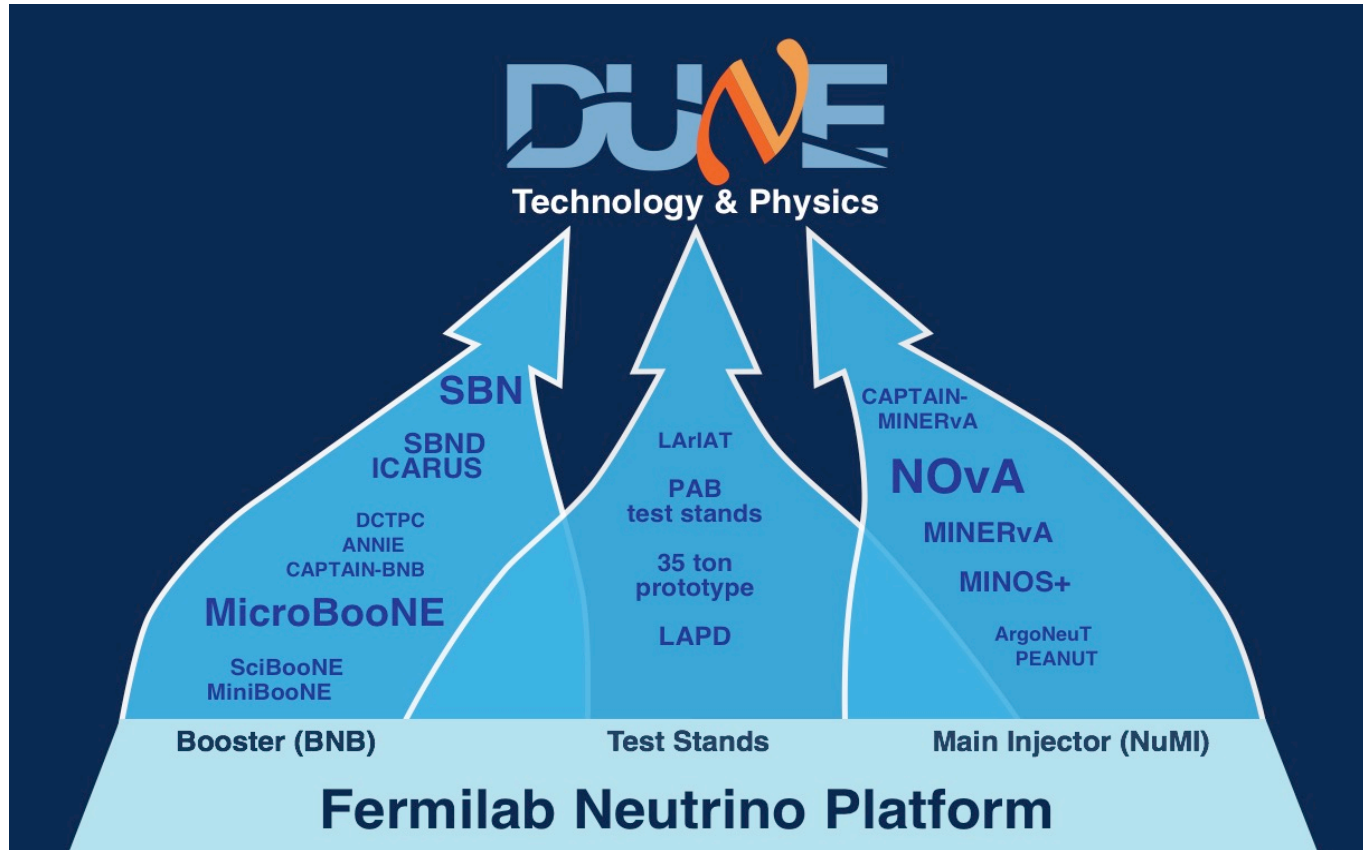 DUNE
Technology & Physics
SBN
SBND
ICARUS
DCTPC
ANNIE
CAPTAIN-BNB
MicroBooNE
SciBooNE
MiniBooNE
LArIAT
PAB
test stands
35 ton
prototype
LAPD
CAPTAIN-
MINERvA
NOvA
MINERvA
MINOS+
ArgoNeuT
PEANUT
Booster (BNB)
Test Stands
Main Injector (NuMI)
Fermilab Neutrino Platform